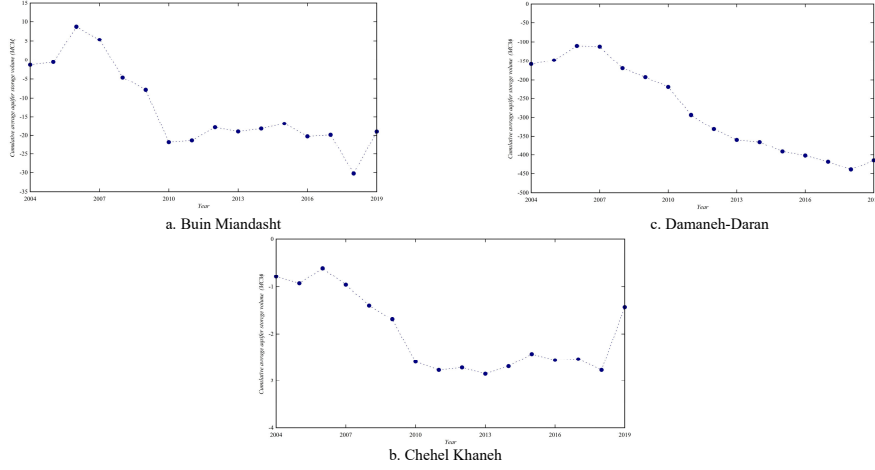 15
10
5
0
-5
-10
-15
-20
-25
-30
-35
2004 2007 2010 2013 2016 2019
Cumulative average aquifer storage volume (MCM)
Year
a. Buin Miandasht
0
-50
-100
-150
-200
-250
-300
-350
-400
-450
-500
2004 2007 2010 2013 2016 201
Cumulative average aquifer storage volume (MCM)
Year
c. Damaneh-Daran
0
-1
-2
-3
-4
2004 2007 2010 2013 2016 2019
Cumulative average aquifer storage volume (MCM)
Year
b. Chehel Khaneh